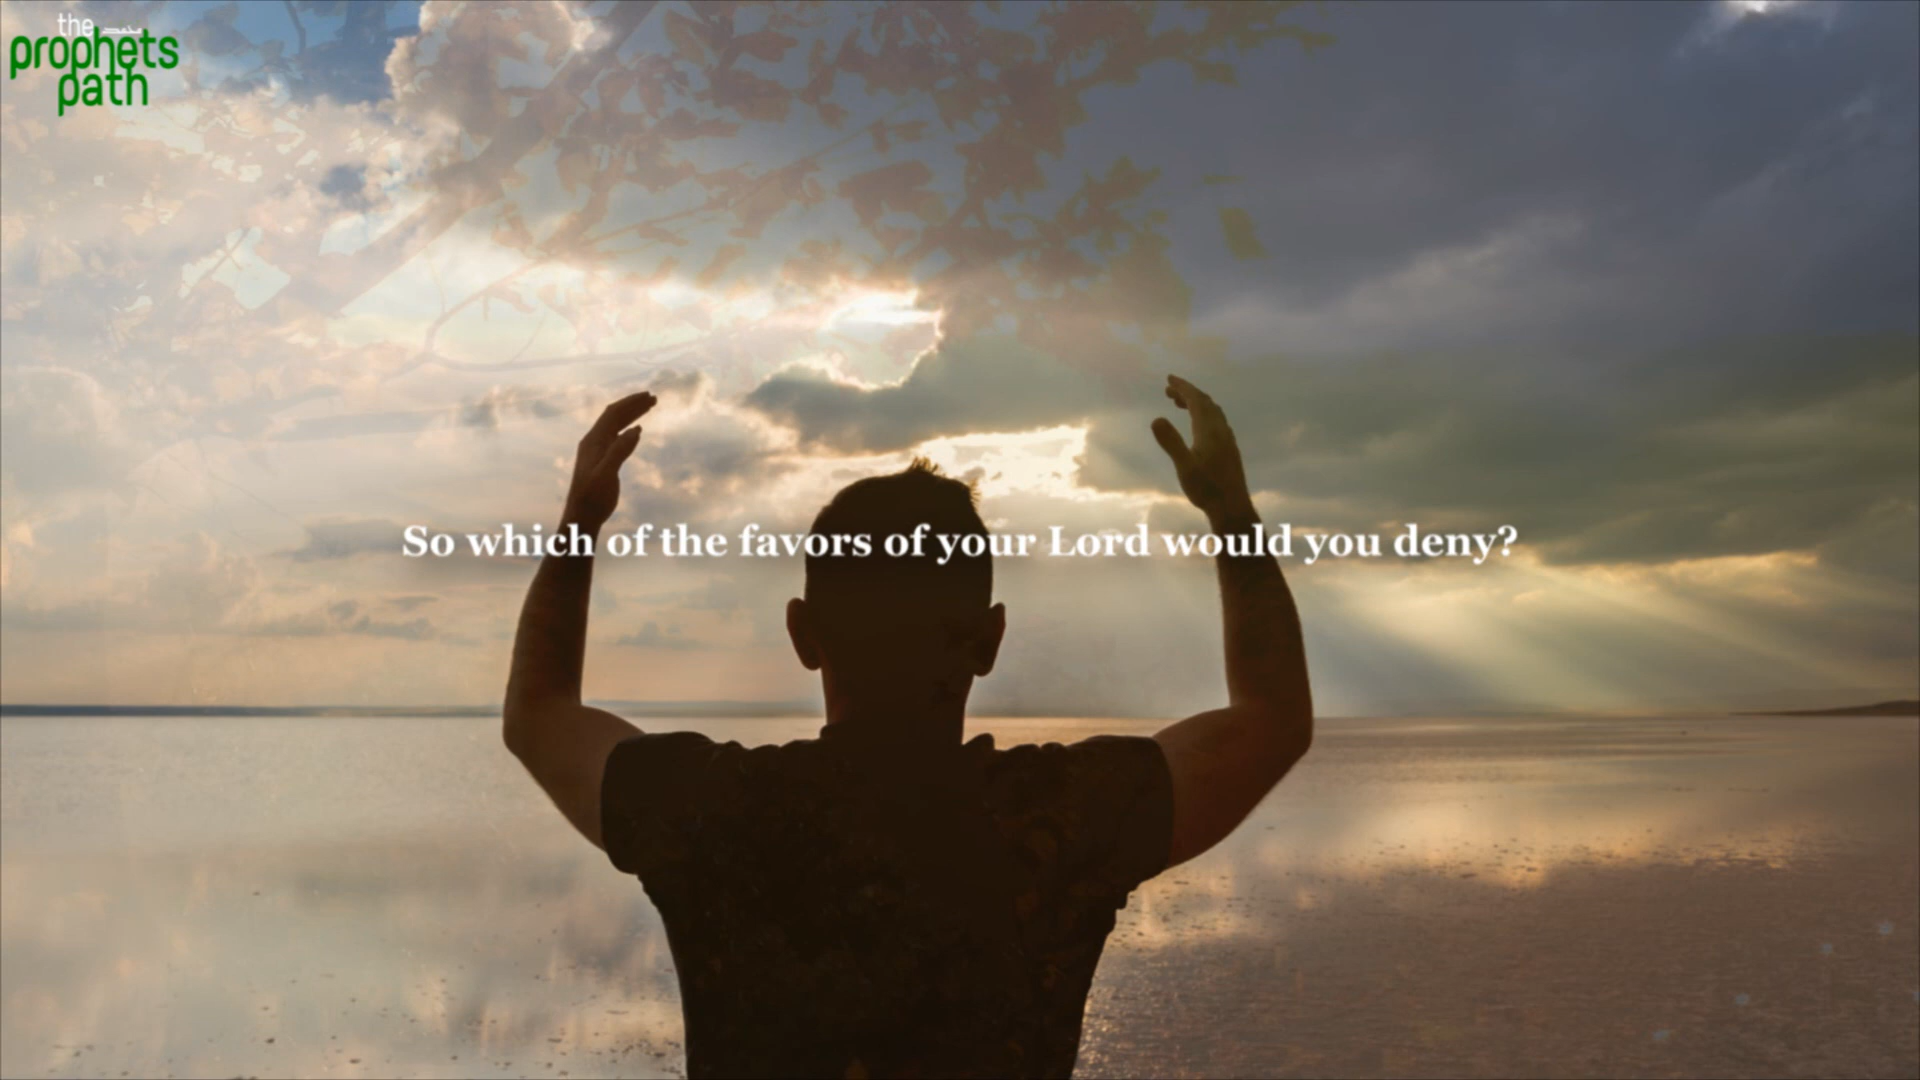 the
prophets
path
So which of the favors of your Lord would you deny?